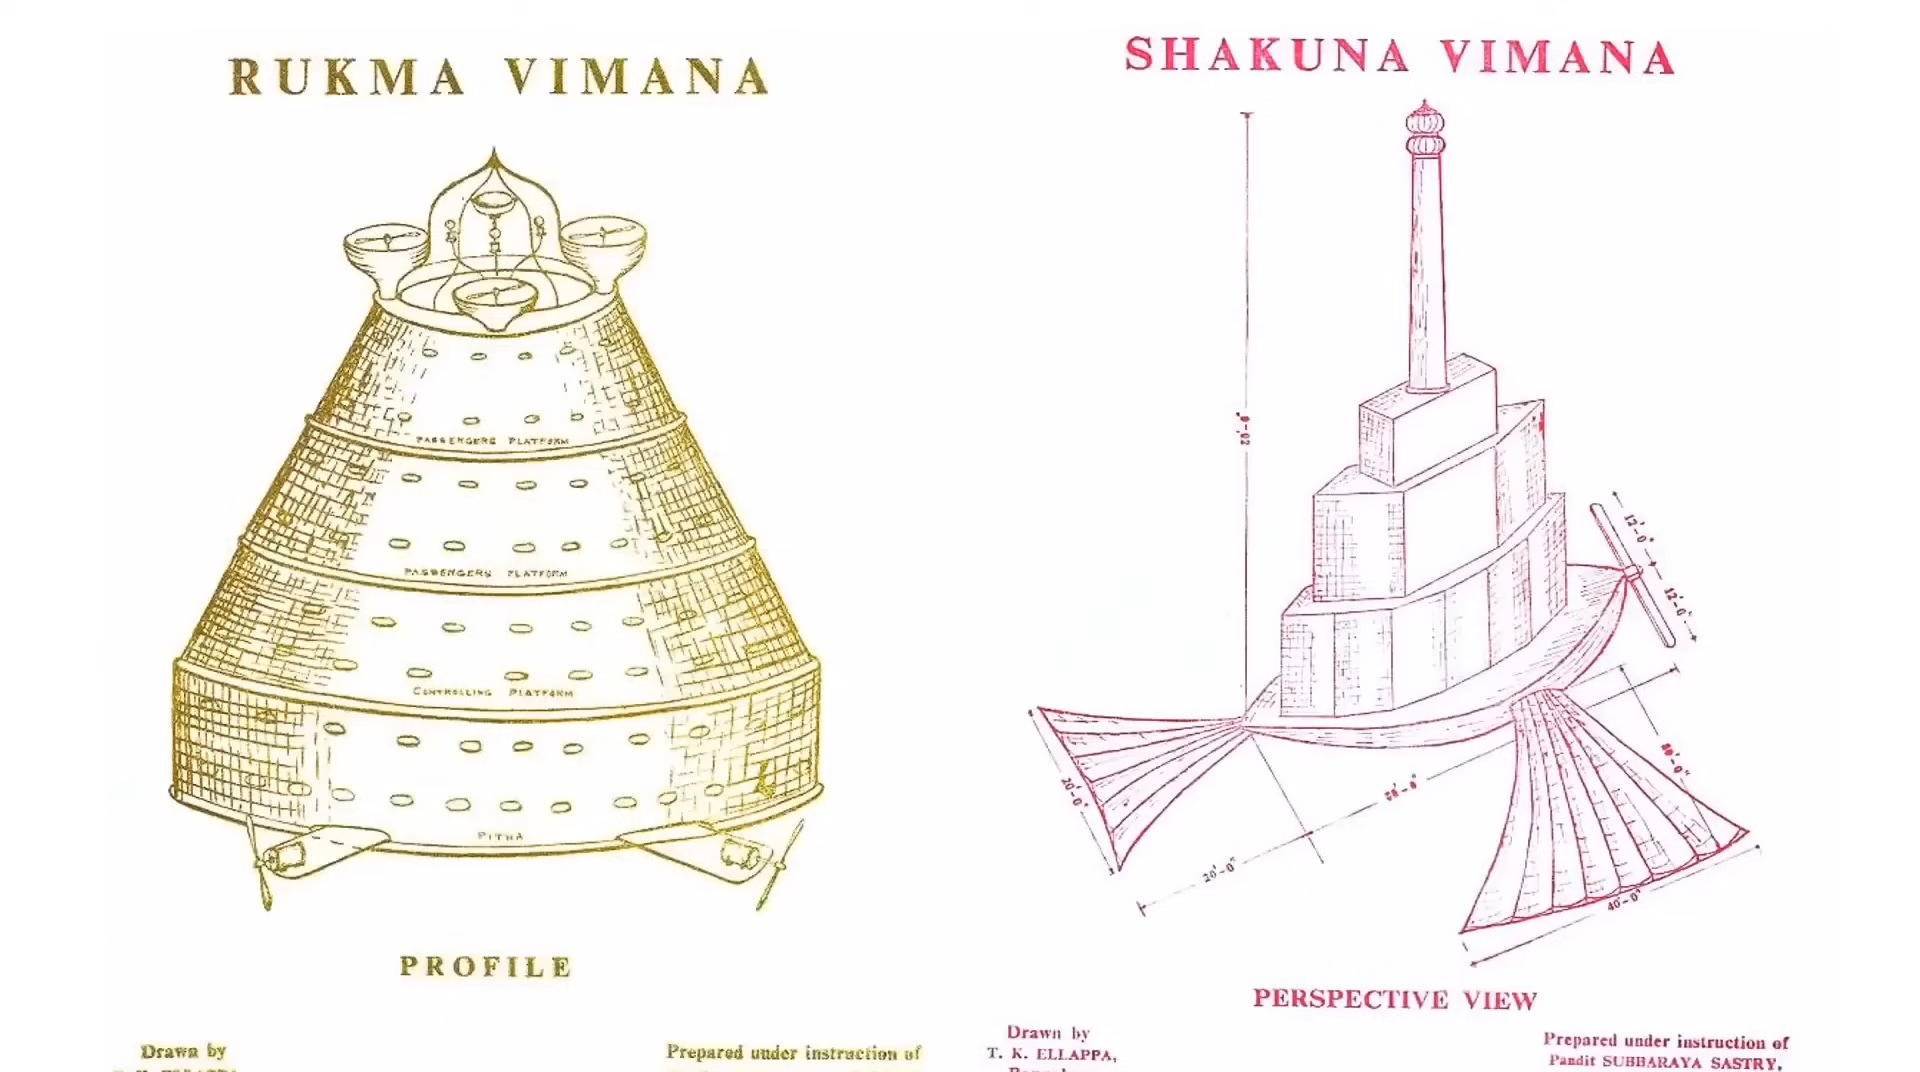 RUKMA VIMANA
PASSENGERS PLATFORM
PASSENGERS PLATFORM
CONTROLLING PLATFORM
PITHA
PROFILE
Drawn by
Prepared under instruction of
SHAKUNA VIMANA
12'-0"
12'-0"
20'-0"
20'-0"
40'-0"
PERSPECTIVE VIEW
Drawn by
T. K. ELLAPPA,
Prepared under instruction of
Pandit SUBBARAYA SASTRY,